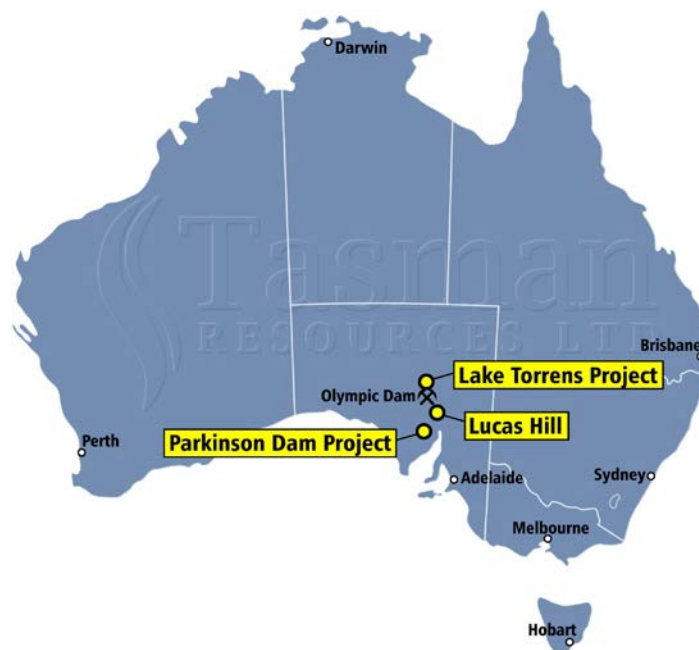 Darwin
Tasman
RESOURCES LTD
Brisbane
Lake Torrens Project
Olympic Dam
Lucas Hill
Parkinson Dam Project
Perth
Adelaide
Sydney
Melbourne
Hobart